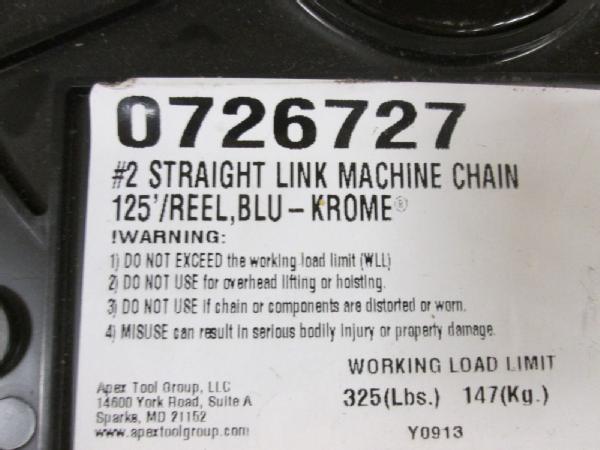 0726727
#2 STRAIGHT LINK MACHINE CHAIN
125'/REEL,BLU-KROME®
!WARNING:
1) DO NOT EXCEED the working load limit (WLL)
2) DO NOT USE for overhead lifting or hoisting.
3) DO NOT USE if chain or components are distorted or worn.
4) MISUSE can result in serious bodily injury or property damage.
WORKING LOAD LIMIT
325(Lbs.) 147(Kg.)
Y0913
Apex Tool Group, LLC
14600 York Road, Suite A
Sparks, MD 21152
www.apextoolgroup.com